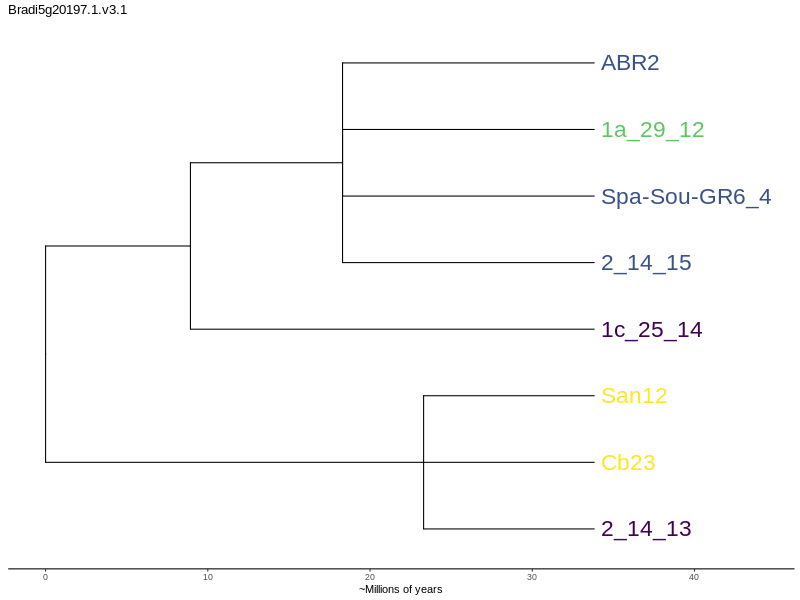 Bradi5g20197.1.v3.1
ABR2
1a_29_12
Spa-Sou-GR6_4
2_14_15
1c_25_14
San12
Cb23
2_14_13
0 10 20 30 40
~Millions of years